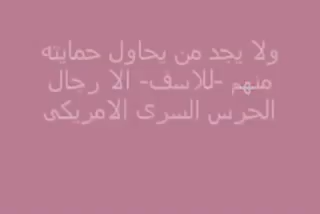 ولا يجد من يحاول حمايته
منهم -للاسف- الا رجال
الحرس السرى الامريكى